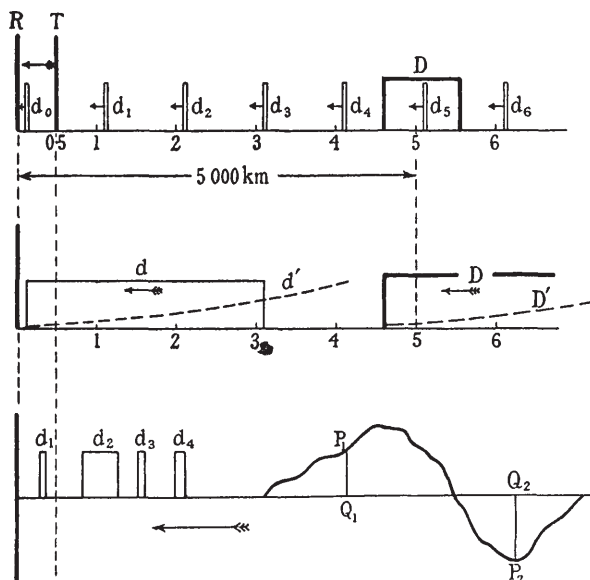 R T
D
d₀ d₁ d₂ d₃ d₄ d₅ d₆
0·5 1 2 3 4 5 6
5 000 km
d d′ D D′
1 2 3 4 5 6
d₁ d₂ d₃ d₄ P₁ Q₂
Q₁ P₂